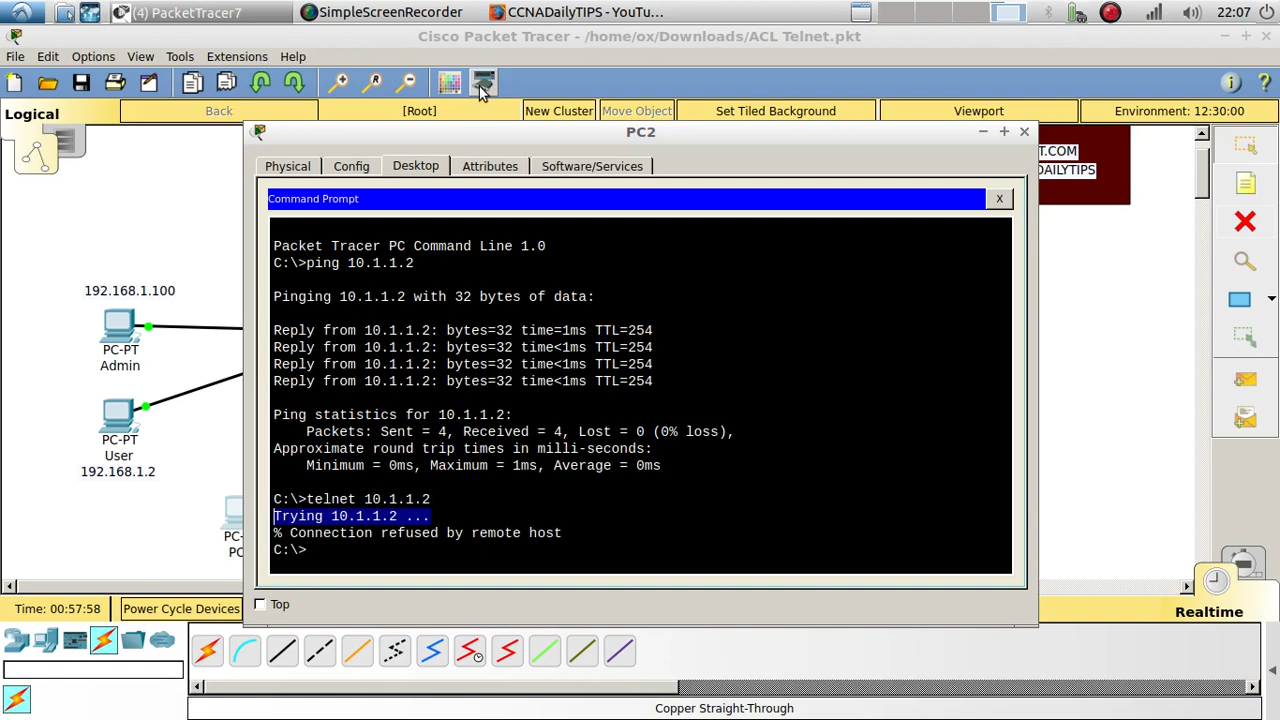 (4) PacketTracer7
SimpleScreenRecorder
CCNADailyTIPS - YouTu...
22:07
Cisco Packet Tracer - /home/ox/Downloads/ACL Telnet.pkt
File Edit Options View Tools Extensions Help
Logical
Back
[Root]
New Cluster
Move Object
Set Tiled Background
Viewport
Environment: 12:30:00
PC2
T.COM
DAILYTIPS
Physical Config Desktop Attributes Software/Services
Command Prompt
X
Packet Tracer PC Command Line 1.0
C:\>ping 10.1.1.2
Pinging 10.1.1.2 with 32 bytes of data:
Reply from 10.1.1.2: bytes=32 time=1ms TTL=254
Reply from 10.1.1.2: bytes=32 time<1ms TTL=254
Reply from 10.1.1.2: bytes=32 time<1ms TTL=254
Reply from 10.1.1.2: bytes=32 time<1ms TTL=254
Ping statistics for 10.1.1.2:
Packets: Sent = 4, Received = 4, Lost = 0 (0% loss),
Approximate round trip times in milli-seconds:
Minimum = 0ms, Maximum = 1ms, Average = 0ms
C:\>telnet 10.1.1.2
Trying 10.1.1.2 ...
% Connection refused by remote host
C:\>
192.168.1.100
PC-PT
Admin
PC-PT
User
192.168.1.2
PC-
PC
Top
Time: 00:57:58
Power Cycle Devices
Realtime
Copper Straight-Through